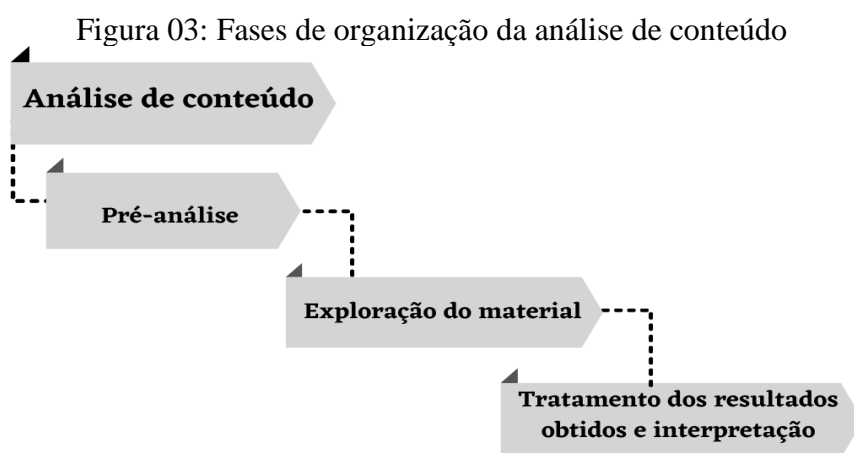 Figura 03: Fases de organização da análise de conteúdo
Análise de conteúdo
Pré-análise
Exploração do material
Tratamento dos resultados
obtidos e interpretação